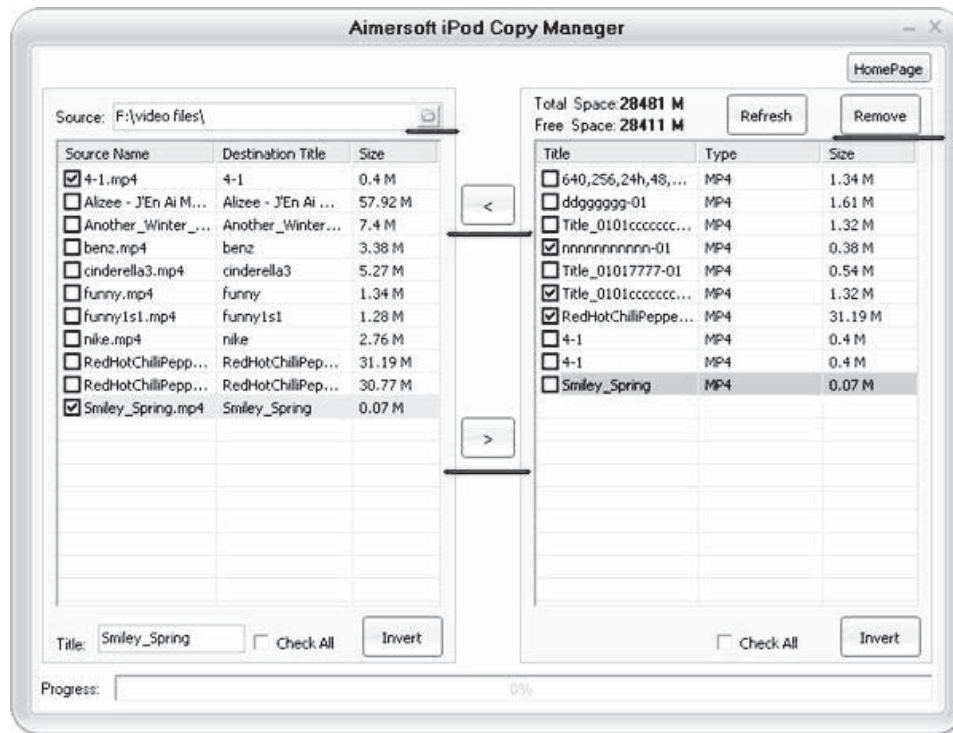 Aimersoft iPod Copy Manager
HomePage
Source: F:\video files\
Source Name Destination Title Size
4-1.mp4 4-1 0.4 M
Alizee - J'En Ai M... Alizee - J'En Ai ... 57.92 M
Another_Winter_... Another_Winter... 7.4 M
benz.mp4 benz 3.38 M
cinderella3.mp4 cinderella3 5.27 M
funny.mp4 funny 1.34 M
funny1s1.mp4 funny1s1 1.28 M
nike.mp4 nike 2.76 M
RedHotChilliPepp... RedHotChilliPep... 31.19 M
RedHotChilliPepp... RedHotChilliPep... 30.77 M
Smiley_Spring.mp4 Smiley_Spring 0.07 M
Title: Smiley_Spring Check All Invert
<
>
Total Space:28481 M
Free Space:28411 M
Refresh Remove
Title Type Size
640,256,24h,48,... MP4 1.34 M
ddgggggg-01 MP4 1.61 M
Title_0101ccccccc... MP4 1.32 M
nnnnnnnnnnn-01 MP4 0.38 M
Title_01017777-01 MP4 0.54 M
Title_0101ccccccc... MP4 1.32 M
RedHotChilliPeppe... MP4 31.19 M
4-1 MP4 0.4 M
4-1 MP4 0.4 M
Smiley_Spring MP4 0.07 M
Check All Invert
Progress: 0%